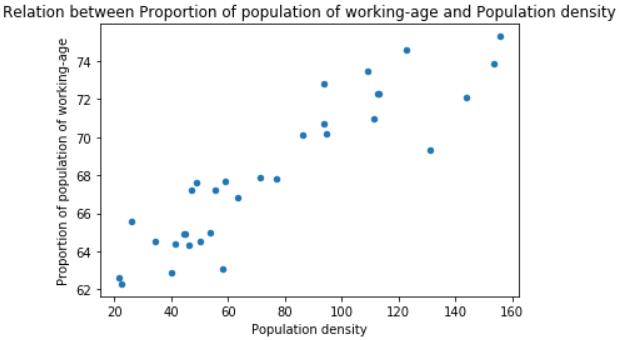 Relation between Proportion of population of working-age and Population density
Proportion of population of working-age
74
72
70
68
66
64
62
20 40 60 80 100 120 140 160
Population density